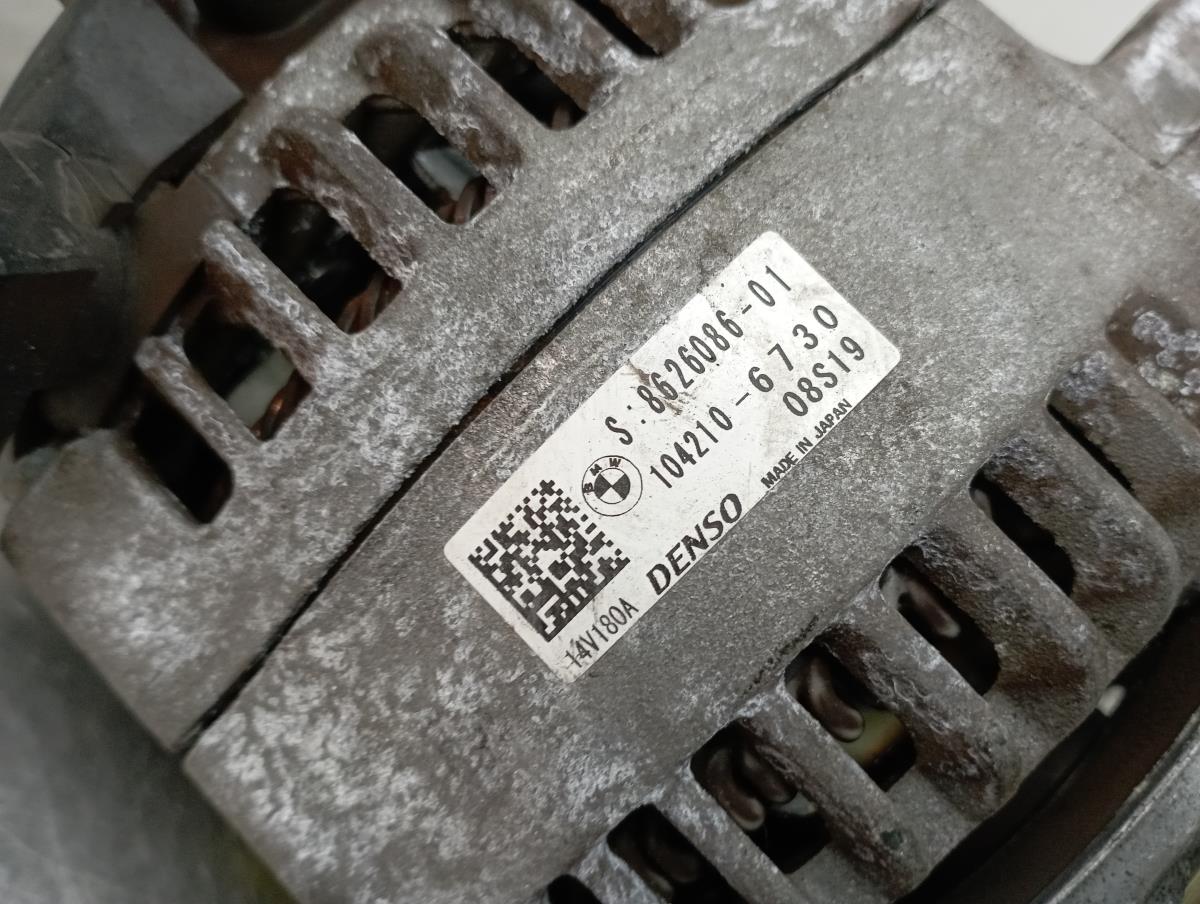 S:8626086-01
BMW
104210-6730
08S19
DENSO
MADE IN JAPAN
14V180A